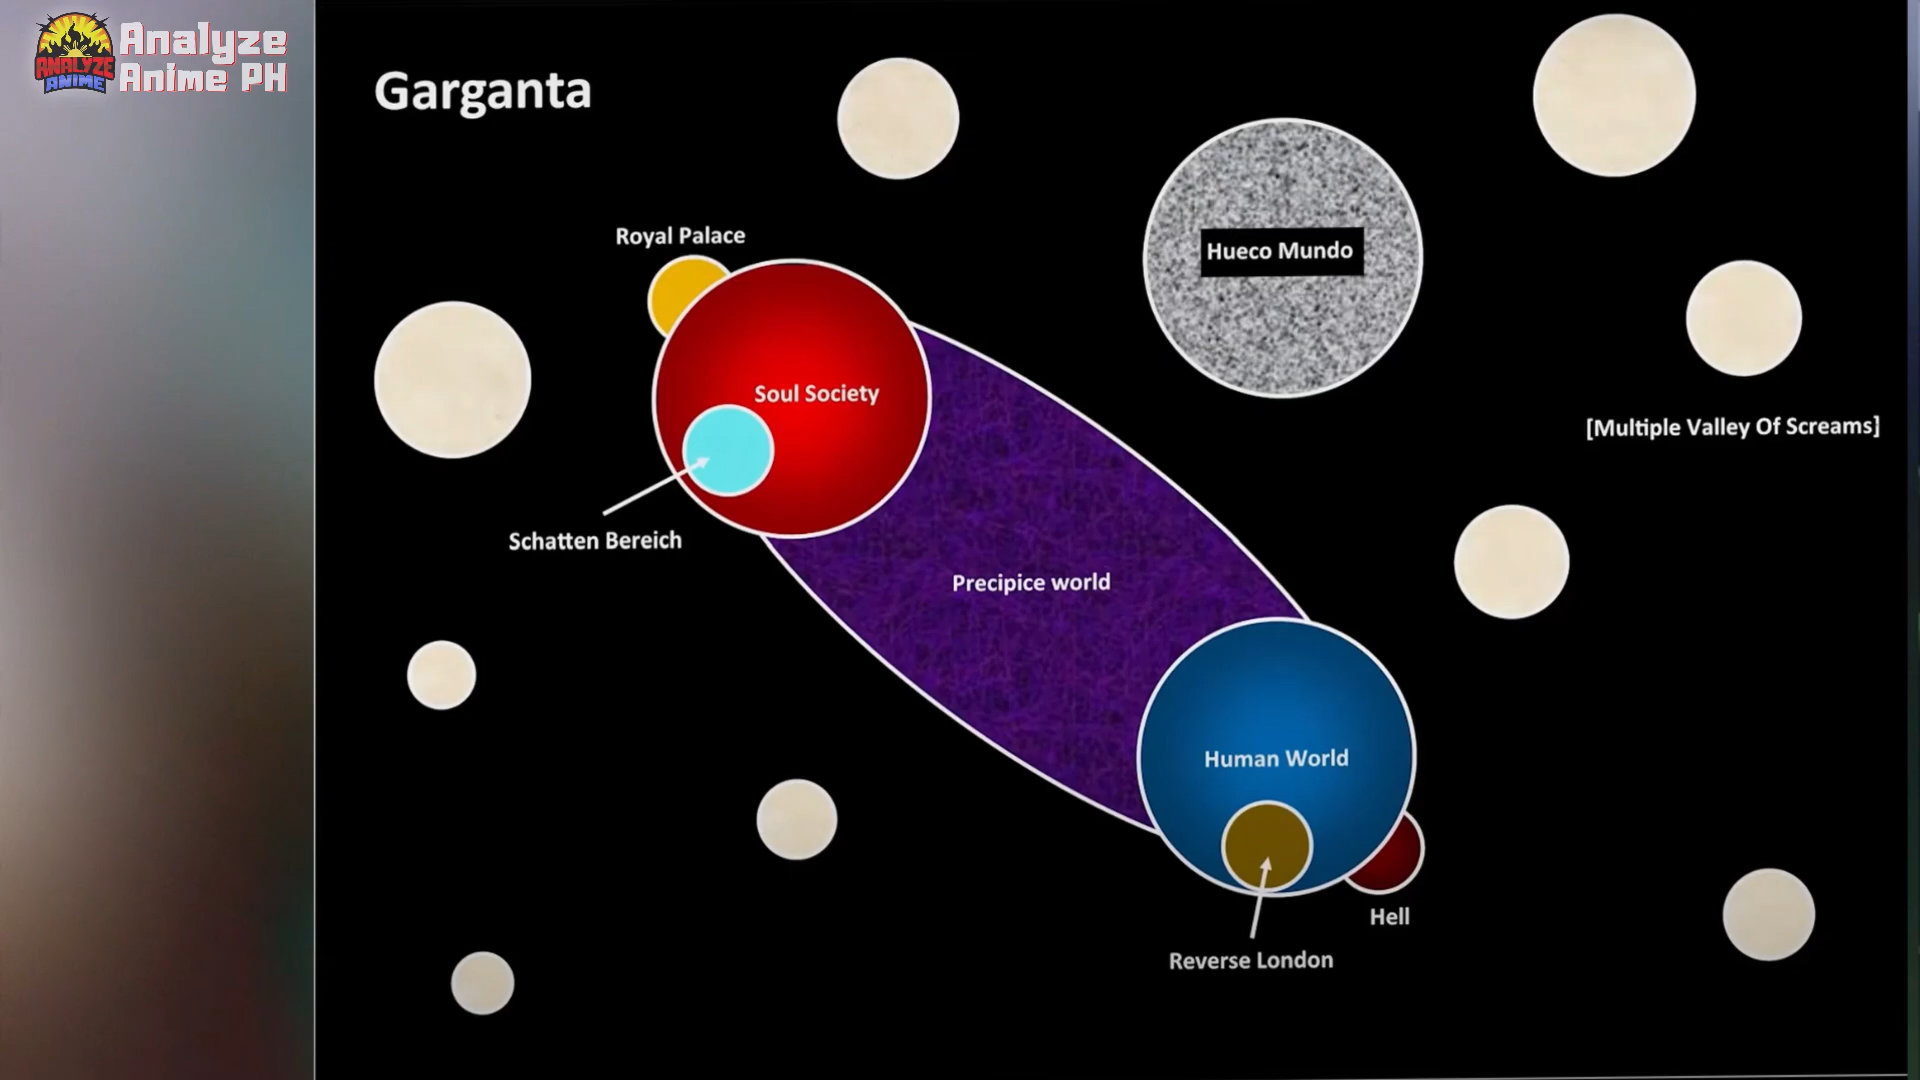 Analyze
Anime PH
ANALYZE
ANIME
Garganta
Royal Palace
Hueco Mundo
Soul Society
[Multiple Valley Of Screams]
Schatten Bereich
Precipice world
Human World
Hell
Reverse London